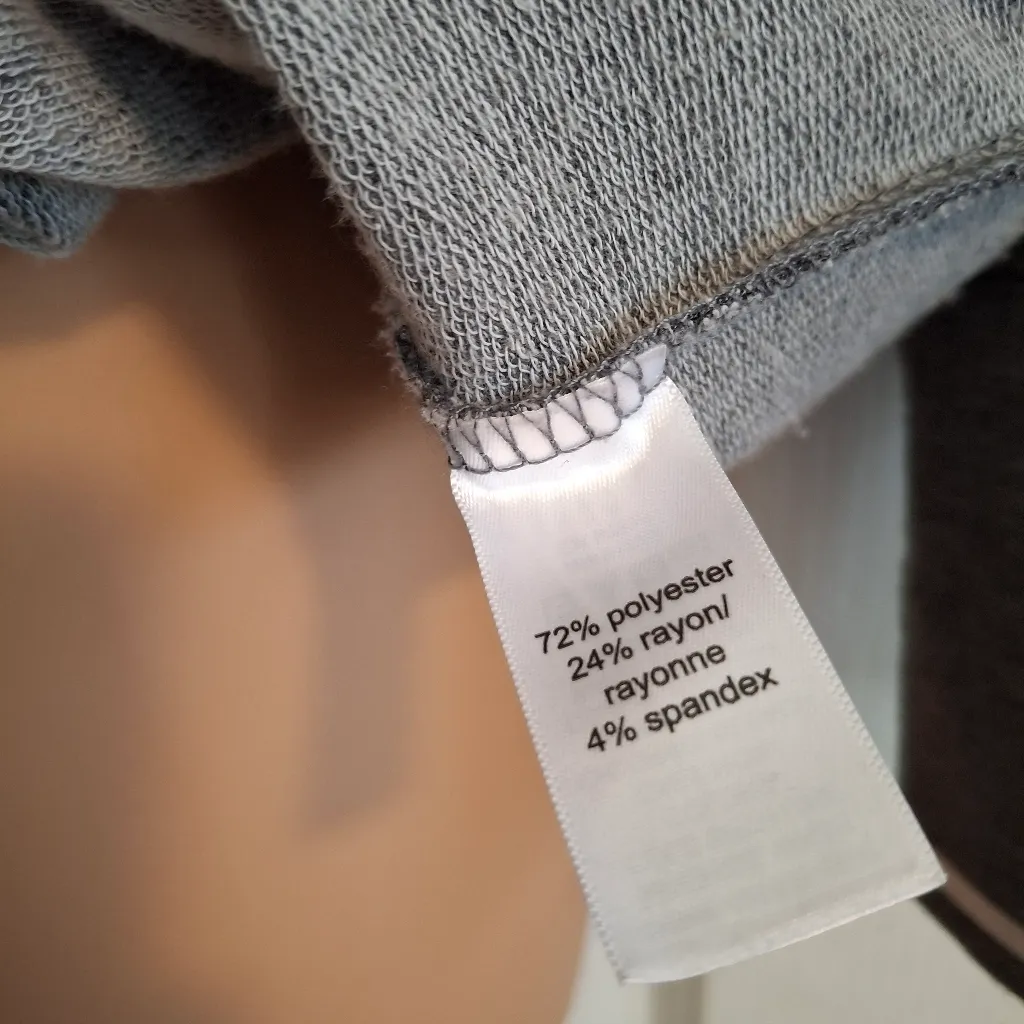 72% polyester
24% rayon/
rayonne
4% spandex